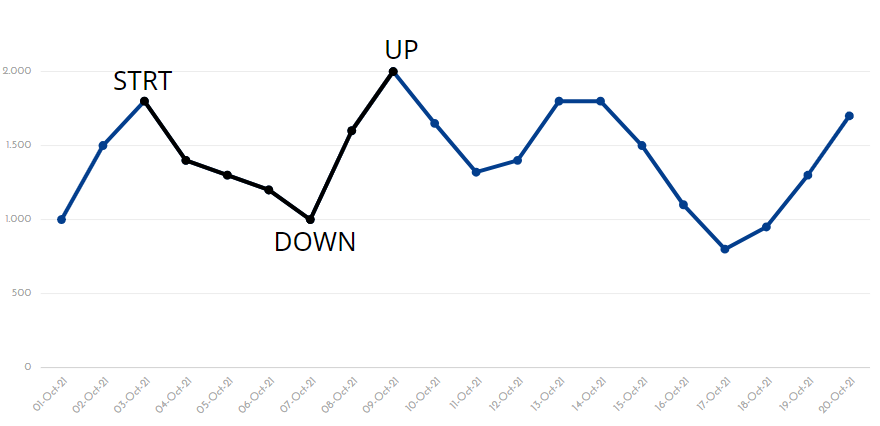 UP
2.000
STRT
1.500
1.000
DOWN
500
0
01-Oct-21
02-Oct-21
03-Oct-21
04-Oct-21
05-Oct-21
06-Oct-21
07-Oct-21
08-Oct-21
09-Oct-21
10-Oct-21
11-Oct-21
12-Oct-21
13-Oct-21
14-Oct-21
15-Oct-21
16-Oct-21
17-Oct-21
18-Oct-21
19-Oct-21
20-Oct-21